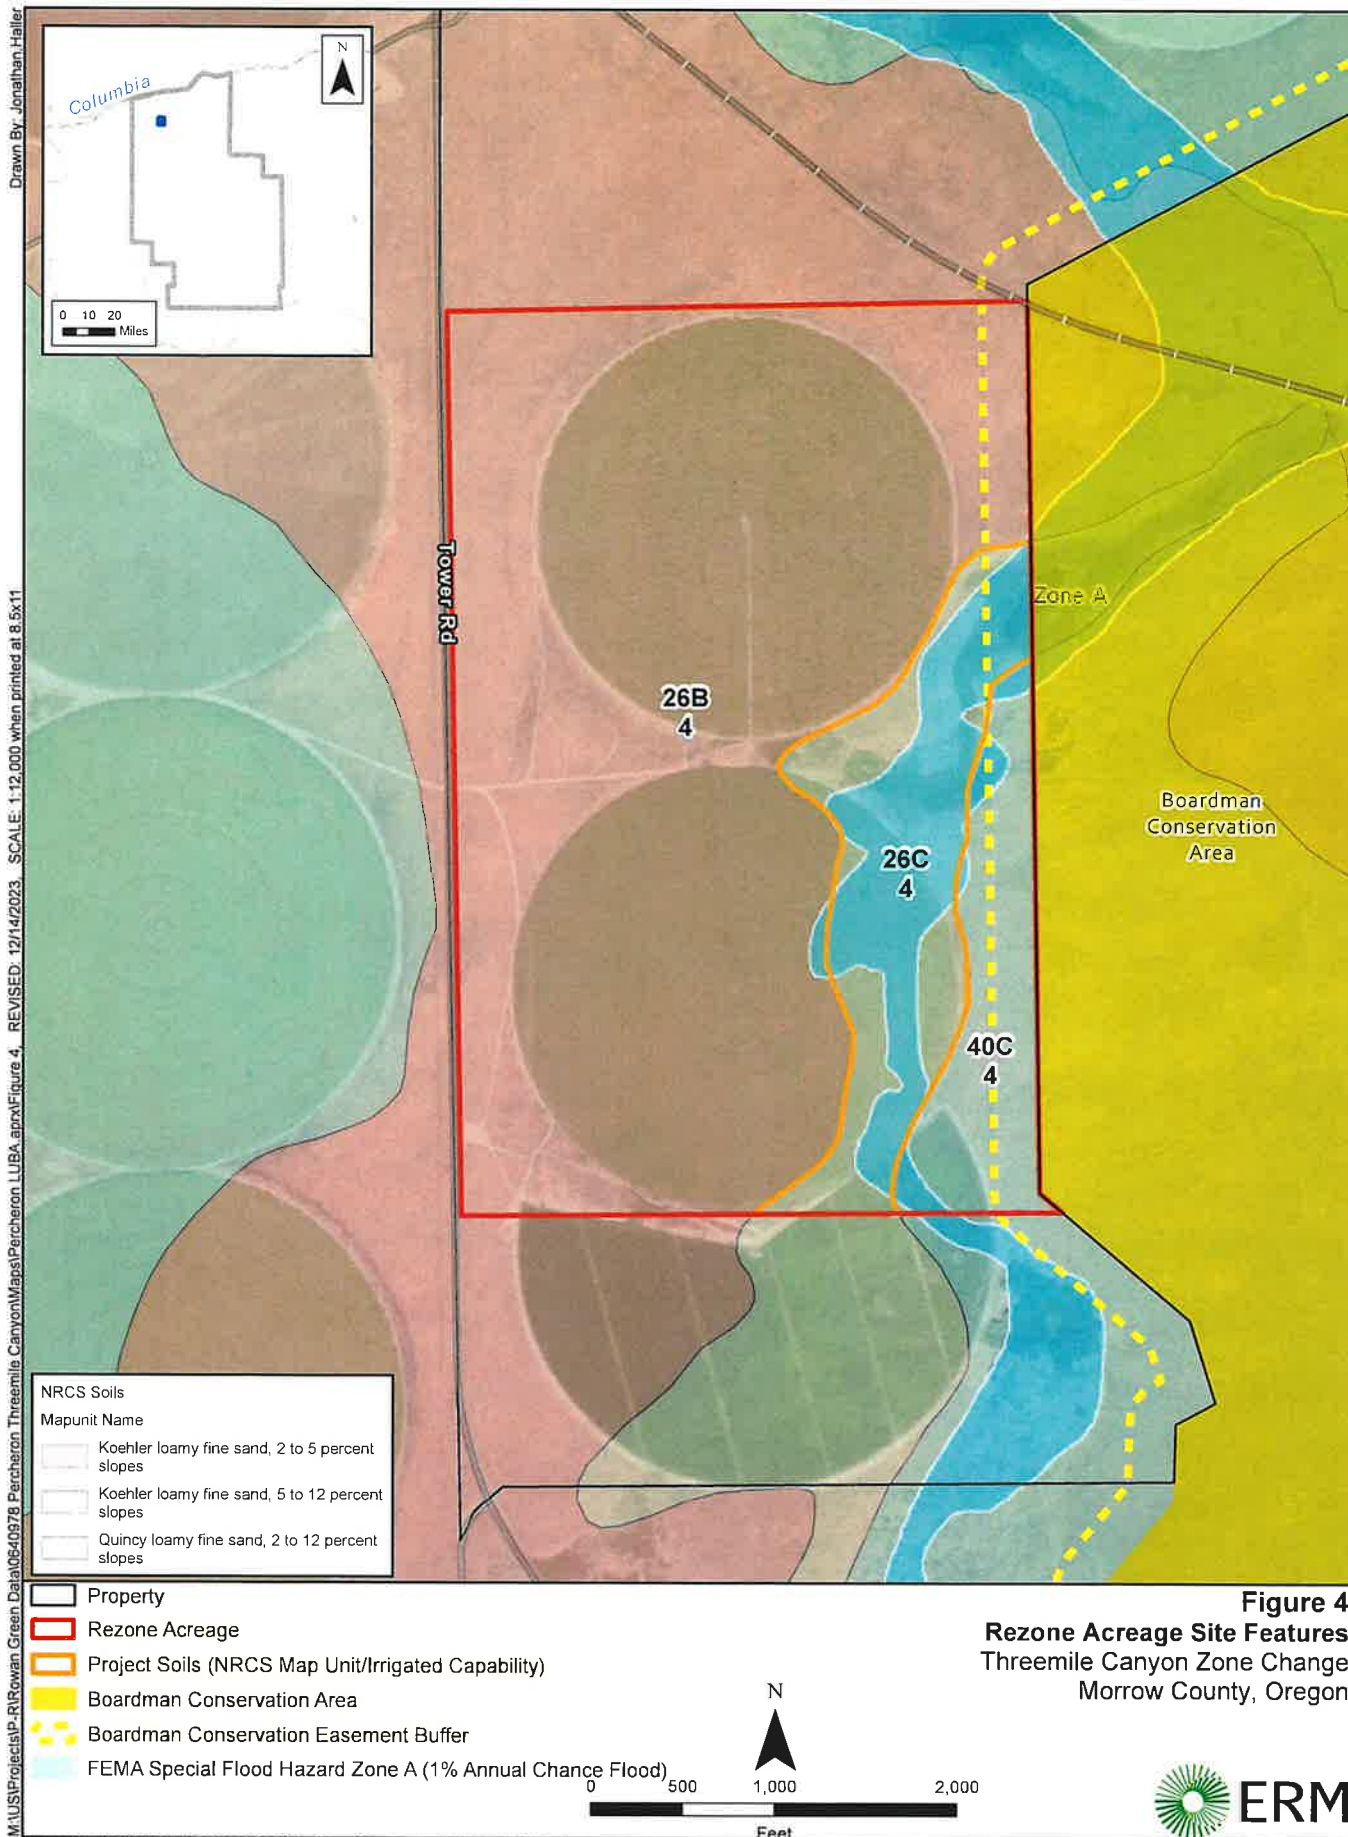 Drawn By: Jonathan.Haller
M:\US\Projects\P-R\Rowan Green Data\0640978 Percheron Threemile Canyon\Maps\Percheron LUBA.aprx\Figure 4, REVISED: 12/14/2023, SCALE: 1:12,000 when printed at 8.5x11
Columbia
N
0 10 20
Miles
Tower Rd
26B
4
Zone A
Boardman
Conservation
Area
26C
4
40C
4
NRCS Soils
Mapunit Name
Koehler loamy fine sand, 2 to 5 percent
slopes
Koehler loamy fine sand, 5 to 12 percent
slopes
Quincy loamy fine sand, 2 to 12 percent
slopes
Property
Rezone Acreage
Project Soils (NRCS Map Unit/Irrigated Capability)
Boardman Conservation Area
Boardman Conservation Easement Buffer
FEMA Special Flood Hazard Zone A (1% Annual Chance Flood)
N
0 500 1,000 2,000
Feet
Figure 4
Rezone Acreage Site Features
Threemile Canyon Zone Change
Morrow County, Oregon
ERM